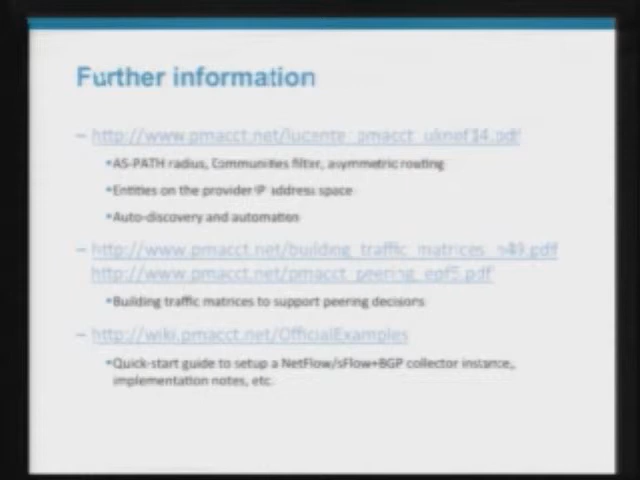 Further information
– http://www.pmacct.net/lucente_pmacct_uknof14.pdf
•AS-PATH radius, Communities filter, asymmetric routing
•Entities on the provider IP address space
•Auto-discovery and automation
– http://www.pmacct.net/building_traffic_matrices_n49.pdf
http://www.pmacct.net/pmacct_peering_epf5.pdf
•Building traffic matrices to support peering decisions
– http://wiki.pmacct.net/OfficialExamples
•Quick-start guide to setup a NetFlow/sFlow+BGP collector instance,
implementation notes, etc.